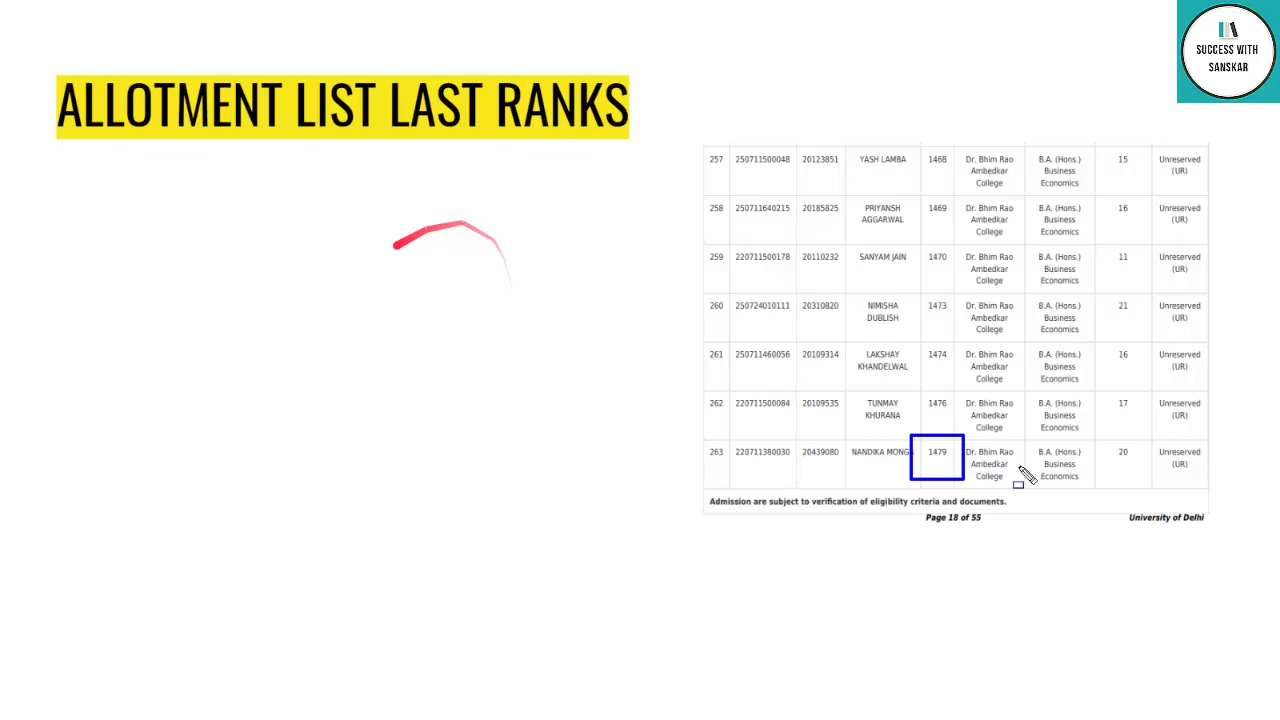 SUCCESS WITH
SANSKAR
ALLOTMENT LIST LAST RANKS
257 250711500048 20123851 YASH LAMBA 1468 Dr. Bhim Rao B.A. (Hons.) 15 Unreserved
Ambedkar Business (UR)
College Economics
258 250711640215 20185825 PRIYANSH 1469 Dr. Bhim Rao B.A. (Hons.) 16 Unreserved
AGGARWAL Ambedkar Business (UR)
College Economics
259 220711500178 20110232 SANYAM JAIN 1470 Dr. Bhim Rao B.A. (Hons.) 11 Unreserved
Ambedkar Business (UR)
College Economics
260 250724010111 20310820 NIMISHA 1473 Dr. Bhim Rao B.A. (Hons.) 21 Unreserved
DUBLISH Ambedkar Business (UR)
College Economics
261 250711460056 20109314 LAKSHAY 1474 Dr. Bhim Rao B.A. (Hons.) 16 Unreserved
KHANDELWAL Ambedkar Business (UR)
College Economics
262 220711500084 20109535 TUNMAY 1476 Dr. Bhim Rao B.A. (Hons.) 17 Unreserved
KHURANA Ambedkar Business (UR)
College Economics
263 220711380030 20439080 NANDIKA 1479 Dr. Bhim Rao B.A. (Hons.) 20 Unreserved
Ambedkar Business (UR)
College Economics
Admission are subject to verification of eligibility criteria and documents.
Page 18 of 55 University of Delhi